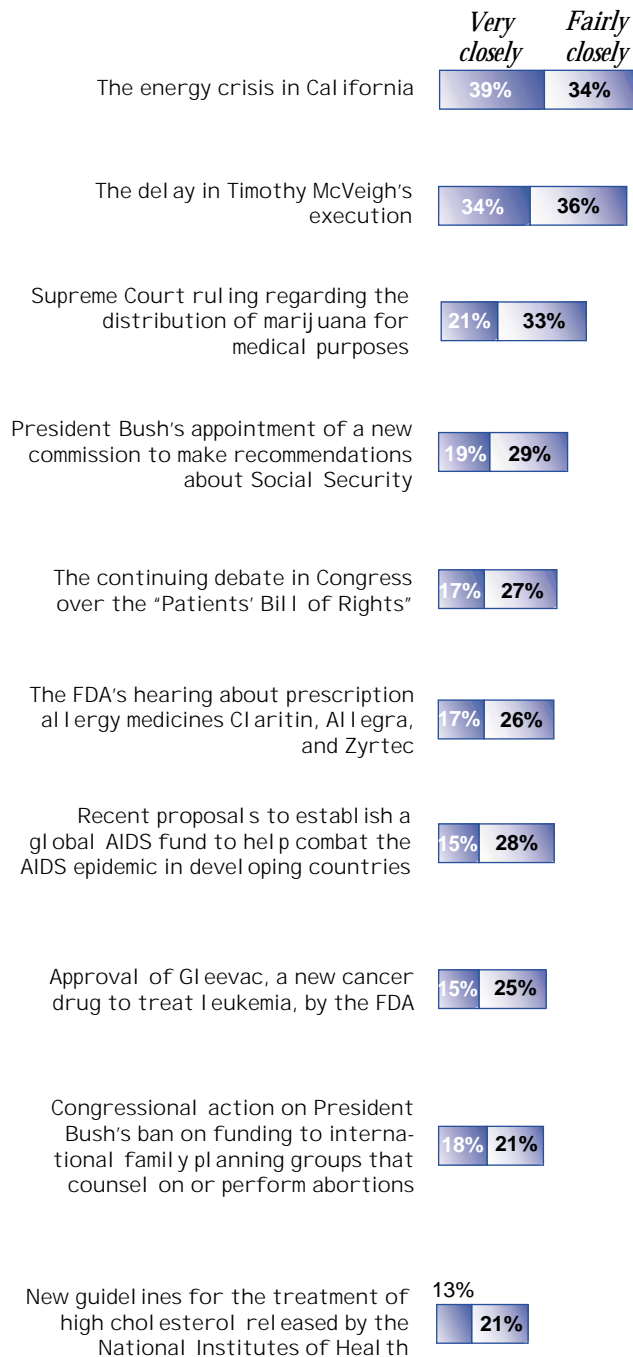 Very Fairly
closely closely
The energy crisis in California 39% 34%
The delay in Timothy McVeigh's
execution
34% 36%
Supreme Court ruling regarding the
distribution of marijuana for
medical purposes
21% 33%
President Bush's appointment of a new
commission to make recommendations
about Social Security
19% 29%
The continuing debate in Congress
over the "Patients' Bill of Rights"
17% 27%
The FDA's hearing about prescription
allergy medicines Claritin, Allegra,
and Zyrtec
17% 26%
Recent proposals to establish a
global AIDS fund to help combat the
AIDS epidemic in developing countries
15% 28%
Approval of Gleevac, a new cancer
drug to treat leukemia, by the FDA
15% 25%
Congressional action on President
Bush's ban on funding to interna-
tional family planning groups that
counsel on or perform abortions
18% 21%
New guidelines for the treatment of
high cholesterol released by the
National Institutes of Health
13%
21%